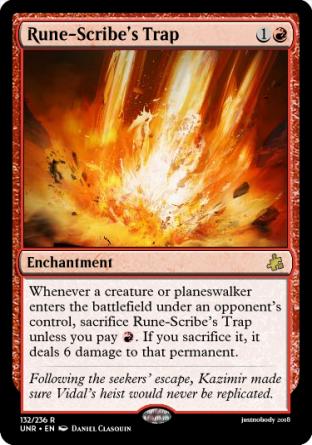 Rune-Scribe's Trap 1
Enchantment
Whenever a creature or planeswalker
enters the battlefield under an opponent's
control, sacrifice Rune-Scribe's Trap
unless you pay . If you sacrifice it, it
deals 6 damage to that permanent.
Following the seekers' escape, Kazimir made
sure Vidal's heist would never be replicated.
132/236 R
justnobody 2018
UNR • EN Daniel Clasquin